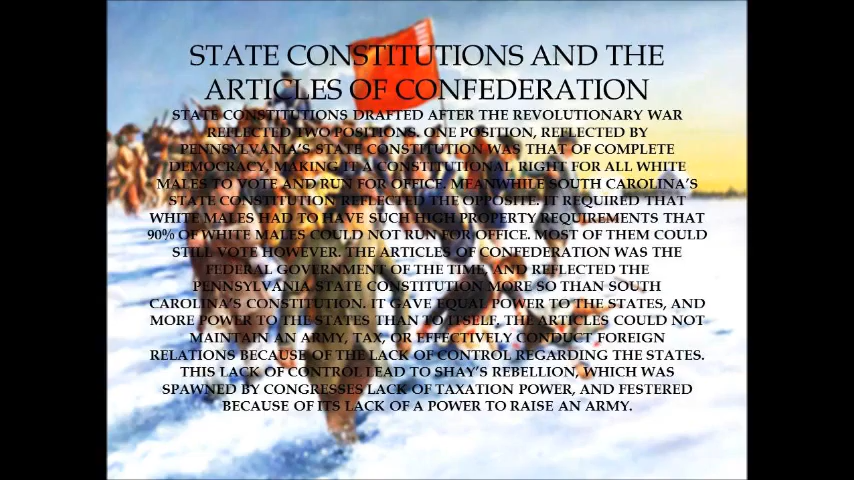 STATE CONSTITUTIONS AND THE
ARTICLES OF CONFEDERATION
STATE CONSTITUTIONS DRAFTED AFTER THE REVOLUTIONARY WAR
REFLECTED TWO POSITIONS. ONE POSITION, REFLECTED BY
PENNSYLVANIA'S STATE CONSTITUTION WAS THAT OF COMPLETE
DEMOCRACY, MAKING IT A CONSTITUTIONAL RIGHT FOR ALL WHITE
MALES TO VOTE AND RUN FOR OFFICE. MEANWHILE SOUTH CAROLINA'S
STATE CONSTITUTION REFLECTED THE OPPOSITE. IT REQUIRED THAT
WHITE MALES HAD TO HAVE SUCH HIGH PROPERTY REQUIREMENTS THAT
90% OF WHITE MALES COULD NOT RUN FOR OFFICE. MOST OF THEM COULD
STILL VOTE HOWEVER. THE ARTICLES OF CONFEDERATION WAS THE
FEDERAL GOVERNMENT OF THE TIME, AND REFLECTED THE
PENNSYLVANIA STATE CONSTITUTION MORE SO THAN SOUTH
CAROLINA'S CONSTITUTION. IT GAVE EQUAL POWER TO THE STATES, AND
MORE POWER TO THE STATES THAN TO ITSELF. THE ARTICLES COULD NOT
MAINTAIN AN ARMY, TAX, OR EFFECTIVELY CONDUCT FOREIGN
RELATIONS BECAUSE OF THE LACK OF CONTROL REGARDING THE STATES.
THIS LACK OF CONTROL LEAD TO SHAY'S REBELLION, WHICH WAS
SPAWNED BY CONGRESSES LACK OF TAXATION POWER, AND FESTERED
BECAUSE OF ITS LACK OF A POWER TO RAISE AN ARMY.